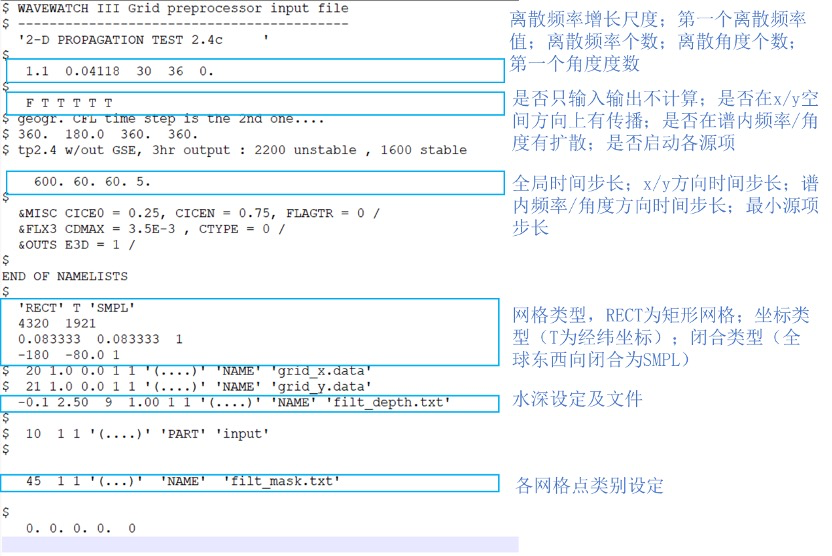 $ WAVEWATCH III Grid preprocessor input file
$ -------------------------------------
  '2-D PROPAGATION TEST 2.4c     '
$
   1.1  0.04118  30  36  0.
$
   F T T T T T
$ geogr. CFL time step is the 2nd one....
$ 360.  180.0  360.  360.
$ tp2.4 w/out GSE, 3hr output : 2200 unstable , 1600 stable
    600. 60. 60. 5.
$
  &MISC CICE0 = 0.25, CICEN = 0.75, FLAGTR = 0 /
  &FLX3 CDMAX = 3.5E-3 , CTYPE = 0 /
  &OUTS E3D = 1 /
$
END OF NAMELISTS
$
  'RECT' T 'SMPL'
  4320  1921
  0.083333  0.083333  1
  -180  -80.0 1
$  20 1.0 0.0 1 1 '(....)' 'NAME' 'grid_x.data'
$  21 1.0 0.0 1 1 '(....)' 'NAME' 'grid_y.data'
  -0.1 2.50  9  1.00 1 1 '(....)' 'NAME' 'filt_depth.txt'
$
$  10  1 1 '(....)' 'PART' 'input'
$
   45  1 1 '(...)'  'NAME'  'filt_mask.txt'
$
   0. 0. 0. 0.  0
离散频率增长尺度；第一个离散频率
值；离散频率个数；离散角度个数；
第一个角度度数
是否只输入输出不计算；是否在x/y空
间方向上有传播；是否在谱内频率/角
度有扩散；是否启动各源项
全局时间步长；x/y方向时间步长；谱
内频率/角度方向时间步长；最小源项
步长
网格类型，RECT为矩形网格；坐标类
型（T为经纬坐标）；闭合类型（全
球东西向闭合为SMPL）
水深设定及文件
各网格点类别设定